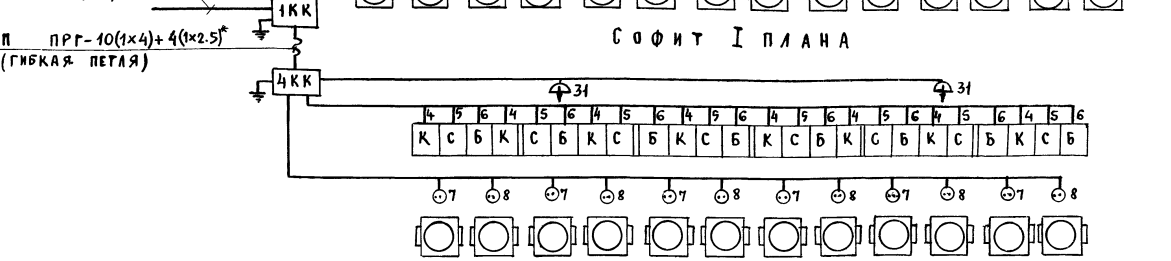 1КК
СОФИТ I ПЛАНА
П ПРГ-10(1×4)+4(1×2.5)*
(ГИБКАЯ ПЕТЛЯ)
4КК
31 31
4 5 6 4 5 6 4 5 6 4 5 6 4 5 6 4 5 6 4 5 6 4 5 6
К С Б К С Б К С Б К С Б К С Б К С Б К С Б К С Б
7 8 7 8 7 8 7 8 7 8 7 8